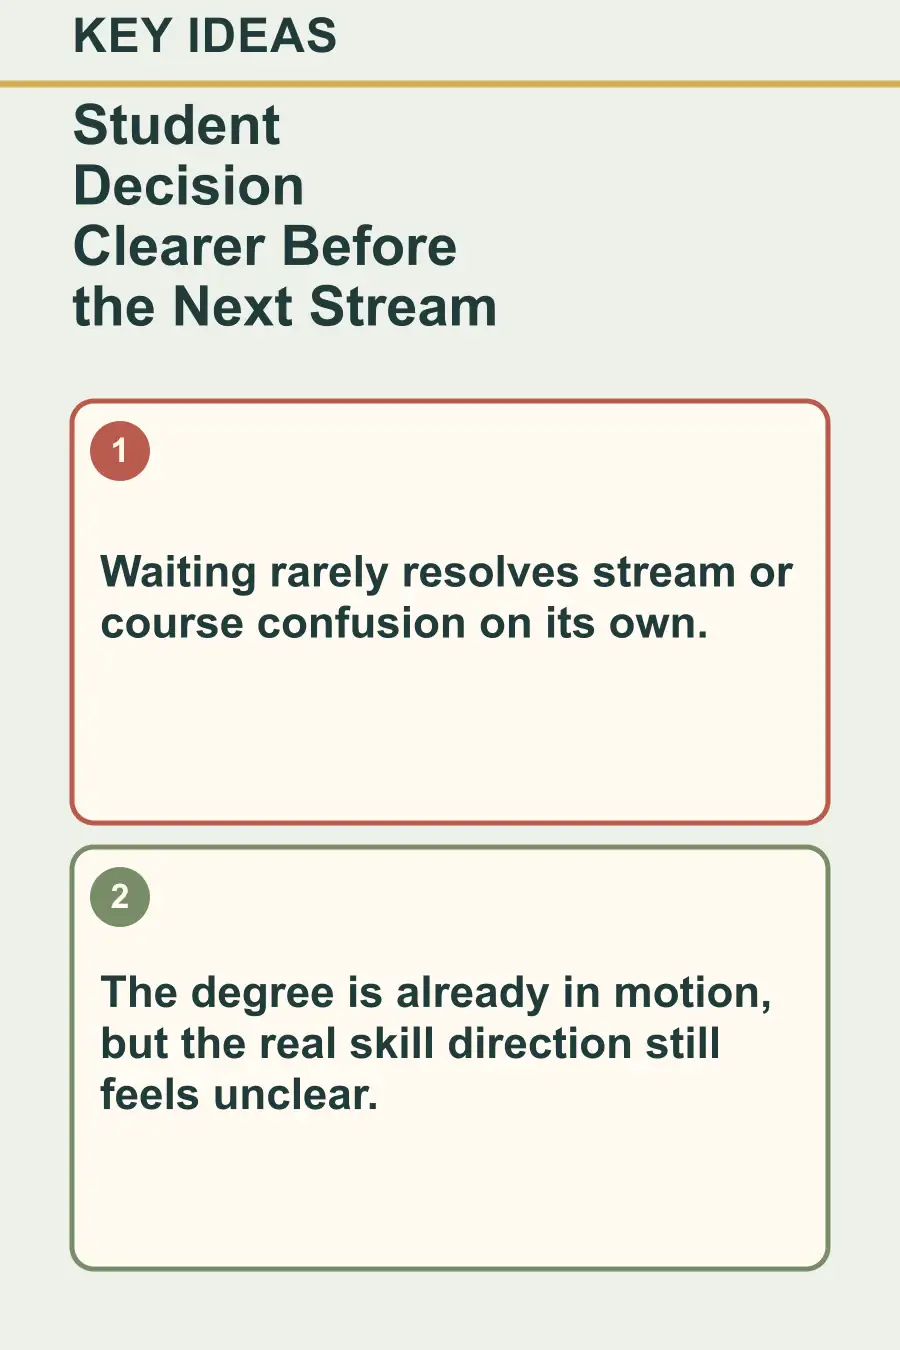 KEY IDEAS
Student
Decision
Clearer Before
the Next Stream
1
Waiting rarely resolves stream or
course confusion on its own.
2
The degree is already in motion,
but the real skill direction still
feels unclear.